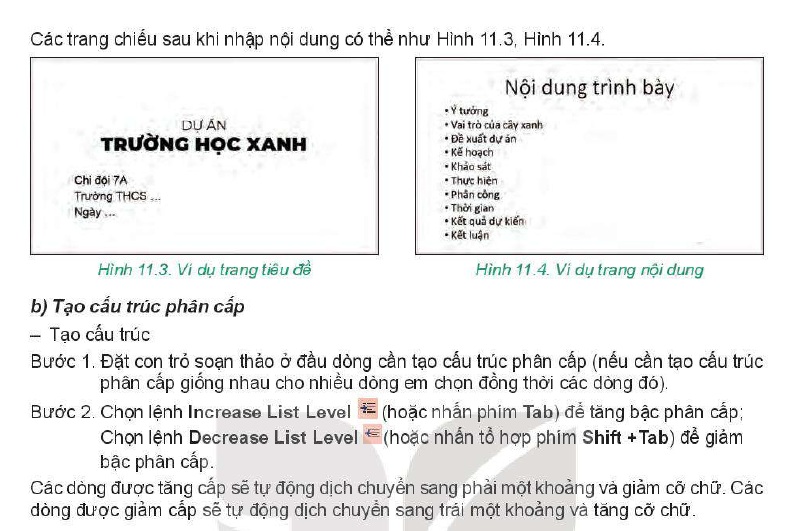 Các trang chiếu sau khi nhập nội dung có thể như Hình 11.3, Hình 11.4.
DỰ ÁN
TRƯỜNG HỌC XANH
Chi đội 7A
Trường THCS ...
Ngày ...
Nội dung trình bày
• Ý tưởng
• Vai trò của cây xanh
• Đề xuất dự án
• Kế hoạch
• Khảo sát
• Thực hiện
• Phân công
• Thời gian
• Kết quả dự kiến
• Kết luận
Hình 11.3. Ví dụ trang tiêu đề
Hình 11.4. Ví dụ trang nội dung
b) Tạo cấu trúc phân cấp
– Tạo cấu trúc
Bước 1. Đặt con trỏ soạn thảo ở đầu dòng cần tạo cấu trúc phân cấp (nếu cần tạo cấu trúc
phân cấp giống nhau cho nhiều dòng em chọn đồng thời các dòng đó).
Bước 2. Chọn lệnh Increase List Level (hoặc nhấn phím Tab) để tăng bậc phân cấp;
Chọn lệnh Decrease List Level (hoặc nhấn tổ hợp phím Shift +Tab) để giảm
bậc phân cấp.
Các dòng được tăng cấp sẽ tự động dịch chuyển sang phải một khoảng và giảm cỡ chữ. Các
dòng được giảm cấp sẽ tự động dịch chuyển sang trái một khoảng và tăng cỡ chữ.